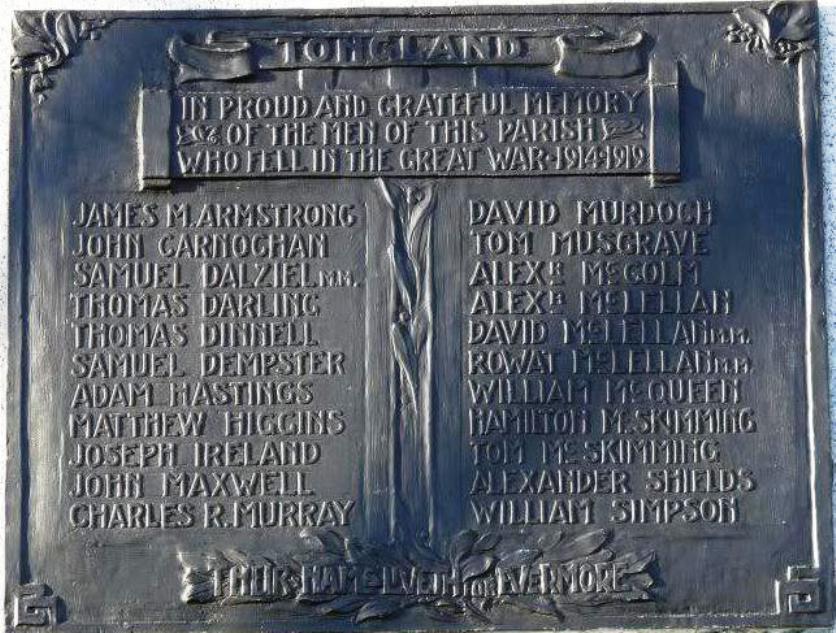 TONGLAND
IN PROUD AND GRATEFUL MEMORY
OF THE MEN OF THIS PARISH
WHO FELL IN THE GREAT WAR·1914·1919
JAMES M. ARMSTRONG
JOHN CARNOCHAN
SAMUEL DALZIEL M.M.
THOMAS DARLING
THOMAS DINNELL
SAMUEL DEMPSTER
ADAM HASTINGS
MATTHEW HIGGINS
JOSEPH IRELAND
JOHN MAXWELL
CHARLES R. MURRAY
DAVID MURDOCH
TOM MUSGRAVE
ALEXR McCOLM
ALEXR McLELLAN
DAVID McLELLAN M.M.
ROWAT McLELLAN M.M.
WILLIAM McQUEEN
HAMILTON McSKIMMING
TOM McSKIMMING
ALEXANDER SHIELDS
WILLIAM SIMPSON
THEIR NAME LIVETH FOR EVERMORE